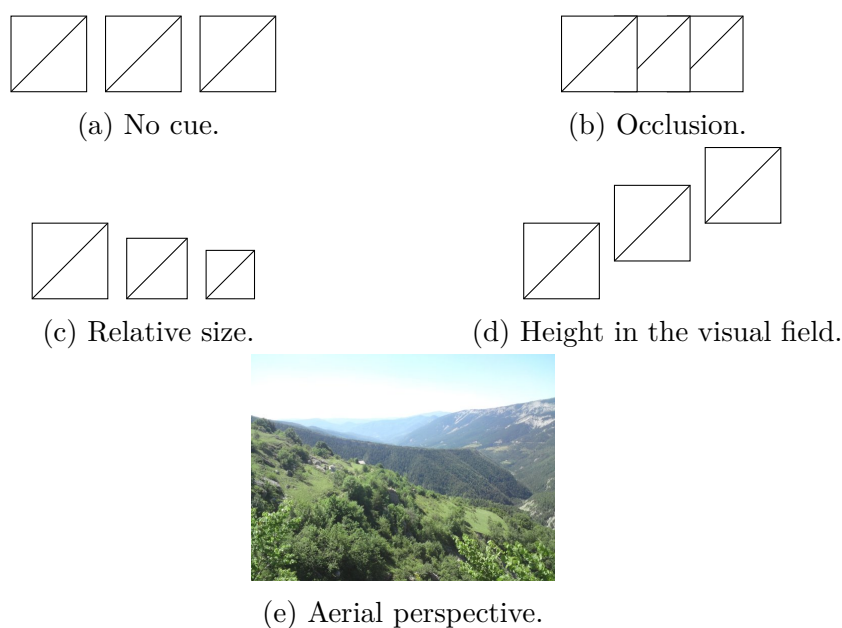 (a) No cue.
(b) Occlusion.
(c) Relative size.
(d) Height in the visual field.
(e) Aerial perspective.